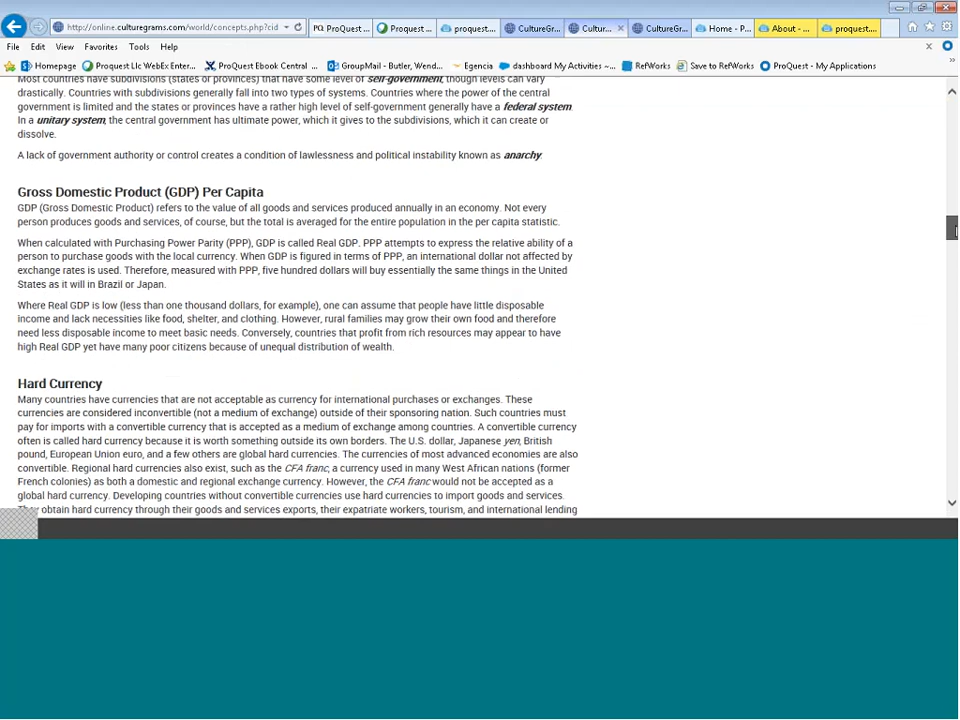 http://online.culturegrams.com/world/concepts.php?cid
PQ ProQuest ...
Proquest ...
proquest....
CultureGr...
Cultur...
CultureGr...
Home - P...
About - ...
proquest....
File Edit View Favorites Tools Help
Homepage
Proquest Llc WebEx Enter...
ProQuest Ebook Central ...
GroupMail - Butler, Wend...
Egencia
dashboard My Activities ~...
RefWorks
Save to RefWorks
ProQuest - My Applications
Most countries have subdivisions (states or provinces) that have some level of self-government, though levels can vary
drastically. Countries with subdivisions generally fall into two types of systems. Countries where the power of the central
government is limited and the states or provinces have a rather high level of self-government generally have a federal system.
In a unitary system, the central government has ultimate power, which it gives to the subdivisions, which it can create or
dissolve.
A lack of government authority or control creates a condition of lawlessness and political instability known as anarchy.
Gross Domestic Product (GDP) Per Capita
GDP (Gross Domestic Product) refers to the value of all goods and services produced annually in an economy. Not every
person produces goods and services, of course, but the total is averaged for the entire population in the per capita statistic.
When calculated with Purchasing Power Parity (PPP), GDP is called Real GDP. PPP attempts to express the relative ability of a
person to purchase goods with the local currency. When GDP is figured in terms of PPP, an international dollar not affected by
exchange rates is used. Therefore, measured with PPP, five hundred dollars will buy essentially the same things in the United
States as it will in Brazil or Japan.
Where Real GDP is low (less than one thousand dollars, for example), one can assume that people have little disposable
income and lack necessities like food, shelter, and clothing. However, rural families may grow their own food and therefore
need less disposable income to meet basic needs. Conversely, countries that profit from rich resources may appear to have
high Real GDP yet have many poor citizens because of unequal distribution of wealth.
Hard Currency
Many countries have currencies that are not acceptable as currency for international purchases or exchanges. These
currencies are considered inconvertible (not a medium of exchange) outside of their sponsoring nation. Such countries must
pay for imports with a convertible currency that is accepted as a medium of exchange among countries. A convertible currency
often is called hard currency because it is worth something outside its own borders. The U.S. dollar, Japanese yen, British
pound, European Union euro, and a few others are global hard currencies. The currencies of most advanced economies are also
convertible. Regional hard currencies also exist, such as the CFA franc, a currency used in many West African nations (former
French colonies) as both a domestic and regional exchange currency. However, the CFA franc would not be accepted as a
global hard currency. Developing countries without convertible currencies use hard currencies to import goods and services.
They obtain hard currency through their goods and services exports, their expatriate workers, tourism, and international lending